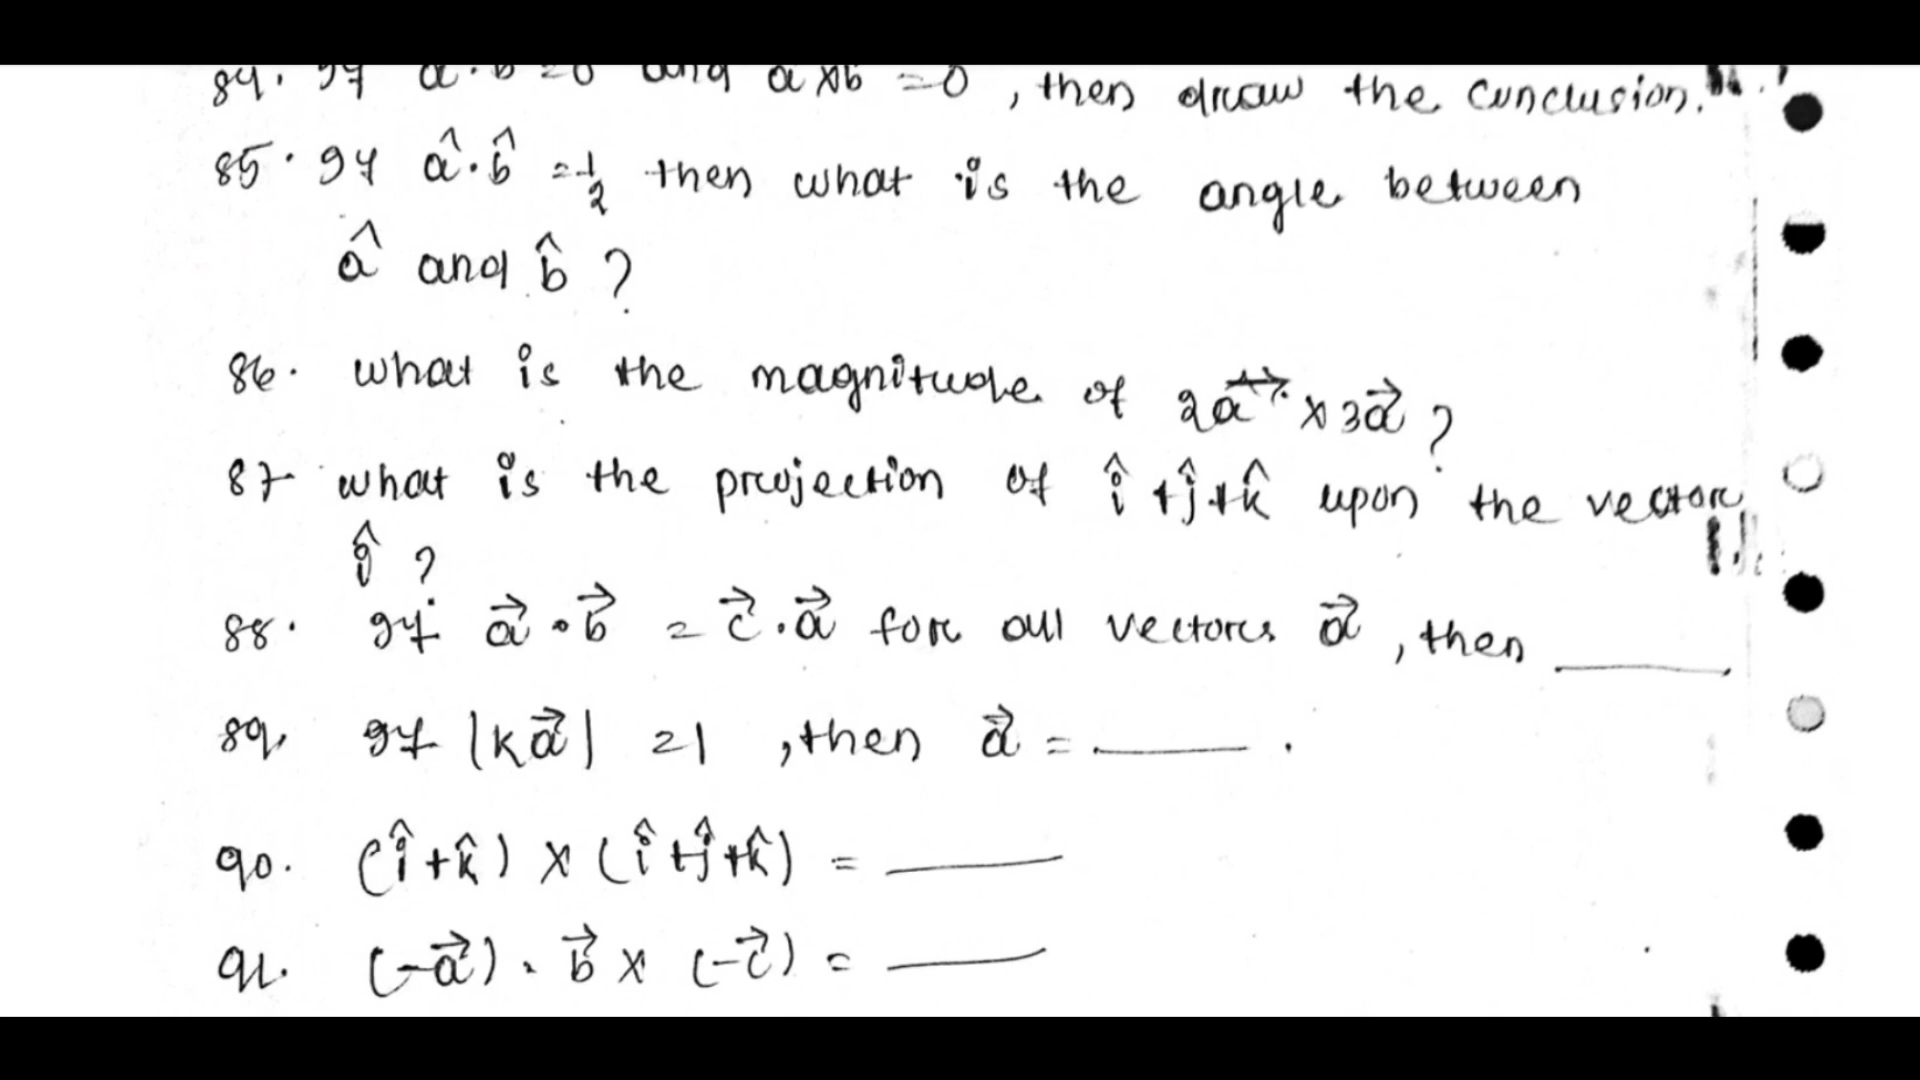 84. If a·b=0 and a×b=0, then draw the conclusion.
85. If â·b̂ = 1/2 then what is the angle between
â and b̂ ?
86. what is the magnitude of 2a⃗ × 3a⃗ ?
87 what is the projection of î+ĵ+k̂ upon the vector
ĵ ?
88. If a⃗·b⃗ = c⃗·a⃗ for all vectors a⃗, then ______
89. If |ka⃗| = 1, then a⃗ = ______.
90. (î+k̂) × (î+ĵ+k̂) = ______
91. (-a⃗)·b⃗ × (-c⃗) = ______